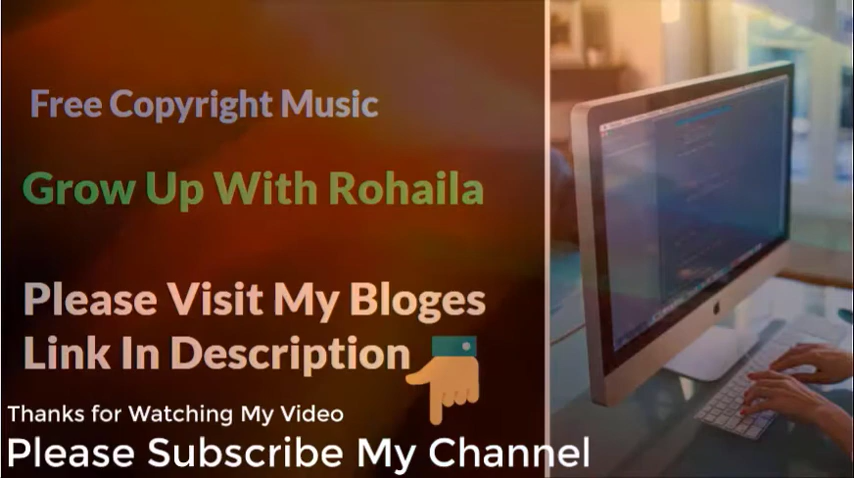 Free Copyright Music
Grow Up With Rohaila
Please Visit My Bloges
Link In Description
Thanks for Watching My Video
Please Subscribe My Channel